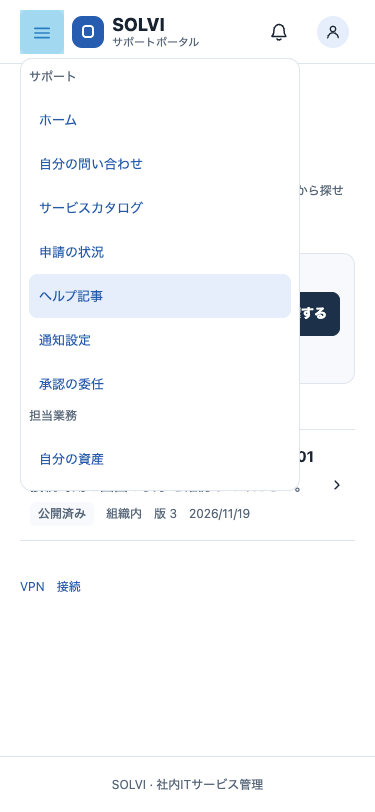 SOLVI
サポートポータル
サポート
ホーム
自分の問い合わせ
サービスカタログ
申請の状況
ヘルプ記事
通知設定
承認の委任
担当業務
自分の資産
から探せ
する
01
公開済み 組織内 版 3 2026/11/19
VPN 接続
SOLVI · 社内ITサービス管理